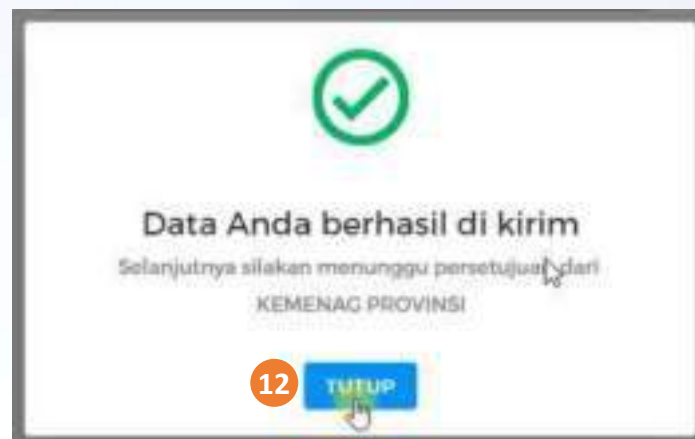 Data Anda berhasil di kirim
Selanjutnya silakan menunggu persetujuan dari
KEMENAG PROVINSI
12 TUTUP